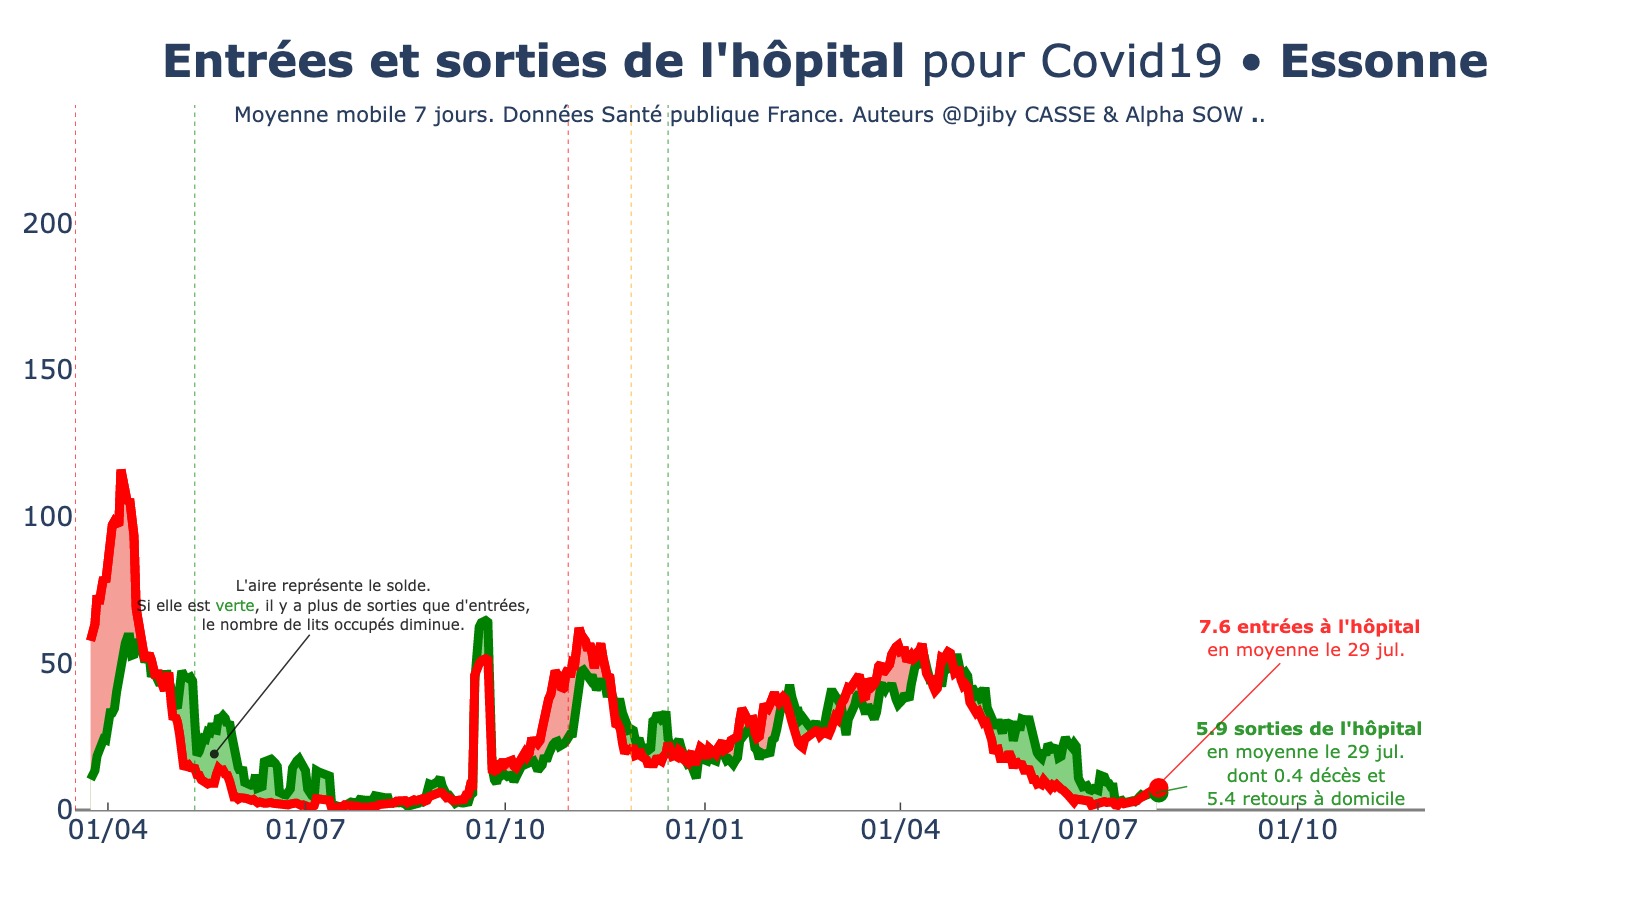 Entrées et sorties de l'hôpital pour Covid19 • Essonne
Moyenne mobile 7 jours. Données Santé publique France. Auteurs @Djiby CASSE & Alpha SOW ..
200
150
100
50
0
L'aire représente le solde.
Si elle est verte, il y a plus de sorties que d'entrées,
le nombre de lits occupés diminue.
7.6 entrées à l'hôpital
en moyenne le 29 jul.
5.9 sorties de l'hôpital
en moyenne le 29 jul.
dont 0.4 décès et
5.4 retours à domicile
01/04 01/07 01/10 01/01 01/04 01/07 01/10